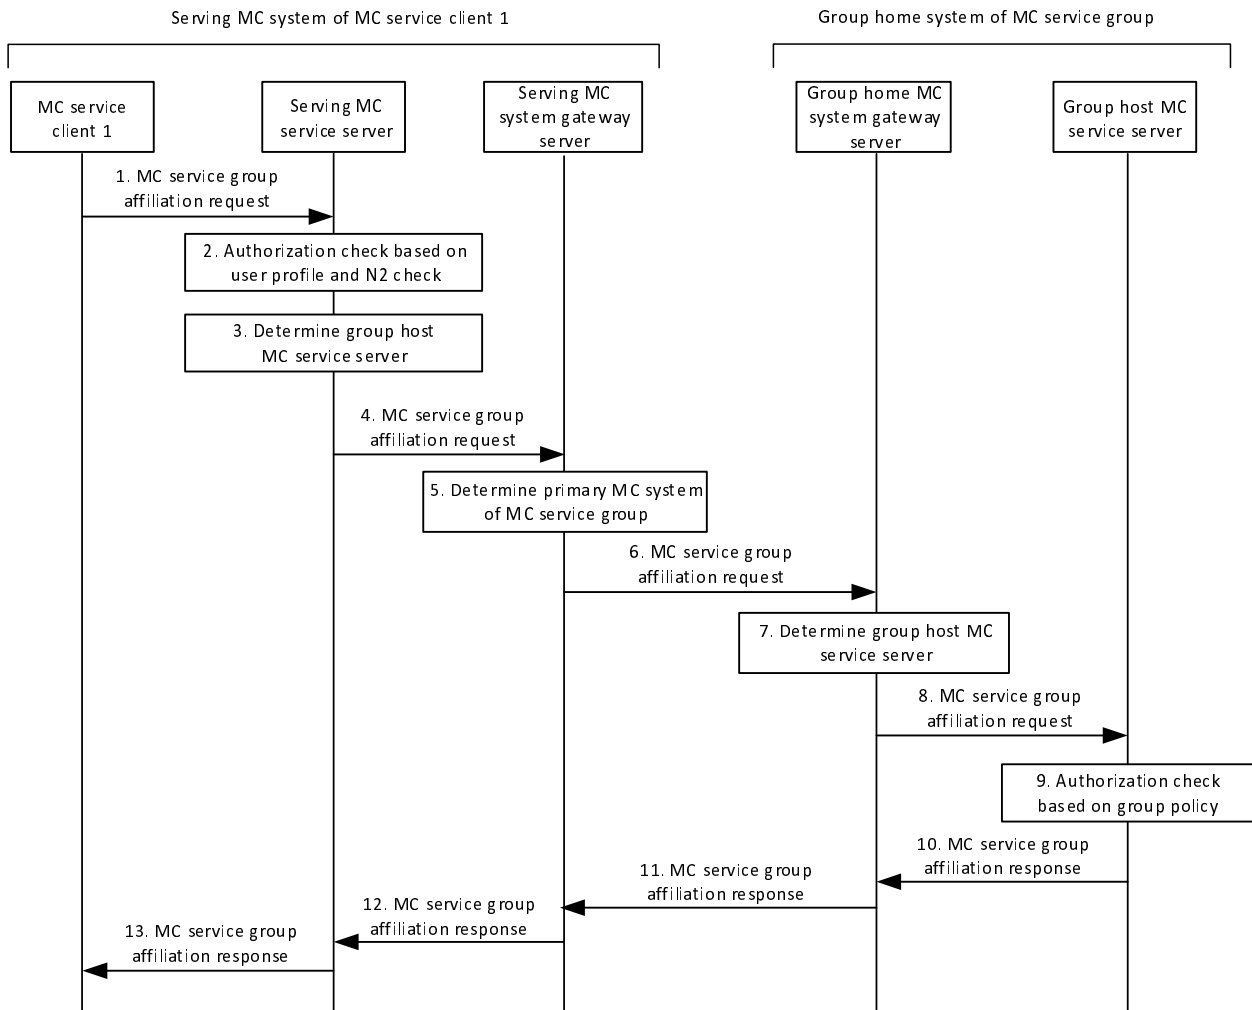 Serving MC system of MC service client 1
Group home system of MC service group
MC service
client 1
Serving MC
service server
Serving MC
system gateway
server
Group home MC
system gateway
server
Group host MC
service server
1. MC service group
affiliation request
2. Authorization check based on
user profile and N2 check
3. Determine group host
MC service server
4. MC service group
affiliation request
5. Determine primary MC system
of MC service group
6. MC service group
affiliation request
7. Determine group host MC
service server
8. MC service group
affiliation request
9. Authorization check
based on group policy
10. MC service group
affiliation response
11. MC service group
affiliation response
12. MC service group
affiliation response
13. MC service group
affiliation response